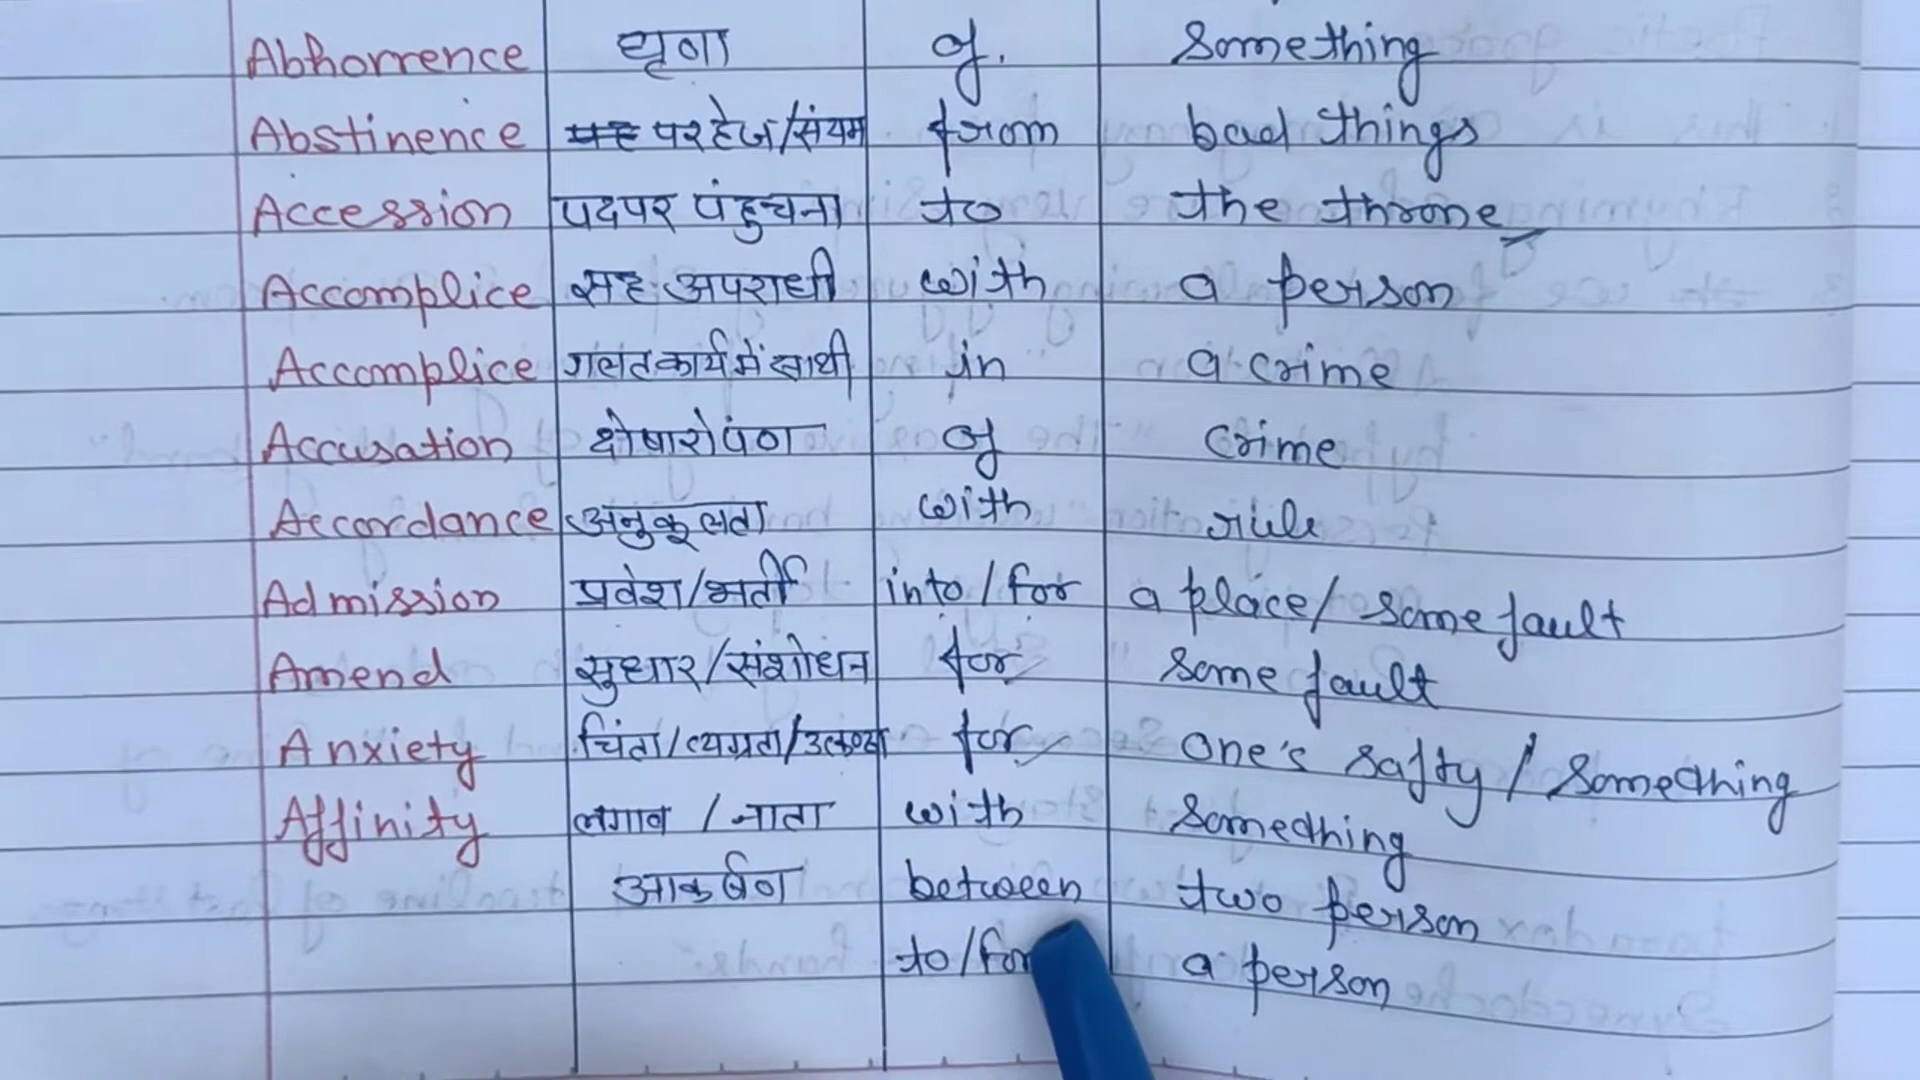 Abhorrence घृणा of. Something
Abstinence परहेज/संयम from bad things
Accession पदपर पंहुचना to the throne
Accomplice सह अपराधी with a person
Accomplice गलत कार्य में साथी in a crime
Accusation दोषारोपण of Crime
Accordance अनुकूलता with rule
Admission प्रवेश/भर्ती into/for a place/some fault
Amend सुधार/संशोधन for some fault
Anxiety चिंता/व्यग्रता/ for One's safty/Something
Affinity लगाव / नाता with Something
आकर्षण between two person
to/for a person